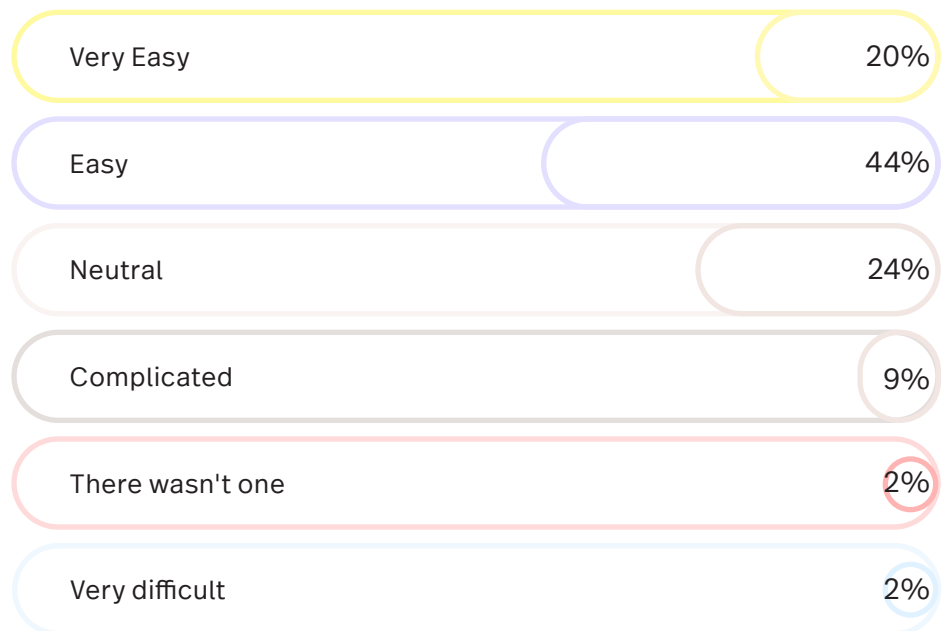 Very Easy 20%
Easy 44%
Neutral 24%
Complicated 9%
There wasn't one 2%
Very difficult 2%